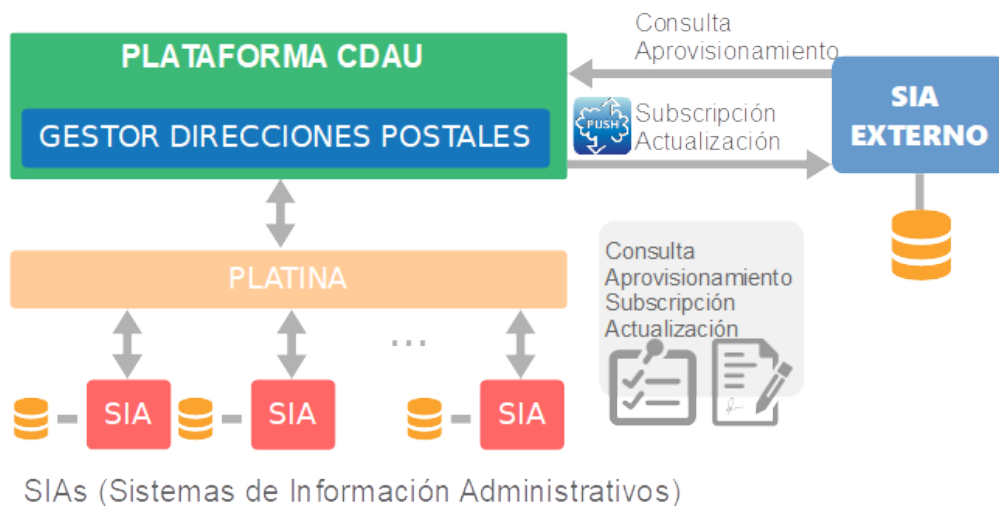 Consulta
Aprovisionamiento
PLATAFORMA CDAU
GESTOR DIRECCIONES POSTALES
PUSH
Subscripción
Actualización
SIA
EXTERNO
Consulta
Aprovisionamiento
Subscripción
Actualización
PLATINA
...
SIA
SIA
SIA
SIAs (Sistemas de Información Administrativos)